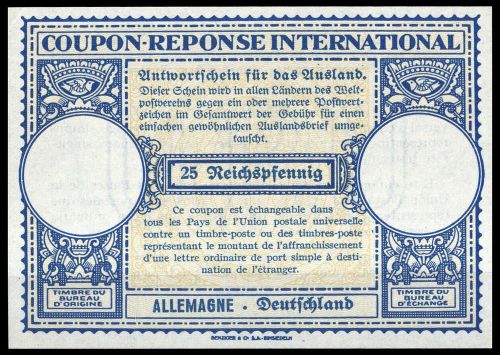 COUPON-REPONSE INTERNATIONAL
Antwortschein für das Ausland.
Dieser Schein wird in allen Ländern des Welt-
postvereins gegen ein oder mehrere Postwert-
zeichen im Gesamtwert der Gebühr für einen
einfachen gewöhnlichen Auslandsbrief umge-
tauscht.
25 Reichspfennig
Ce coupon est échangeable dans
tous les Pays de l'Union postale universelle
contre un timbre-poste ou des timbres-poste
représentant le montant de l'affranchissement
d'une lettre ordinaire de port simple à desti-
nation de l'étranger.
TIMBRE DU
BUREAU
D'ORIGINE
ALLEMAGNE Deutschland
TIMBRE DU
BUREAU
D'ÉCHANGE
BENZIGER & Co S.A. - EINSIEDELN